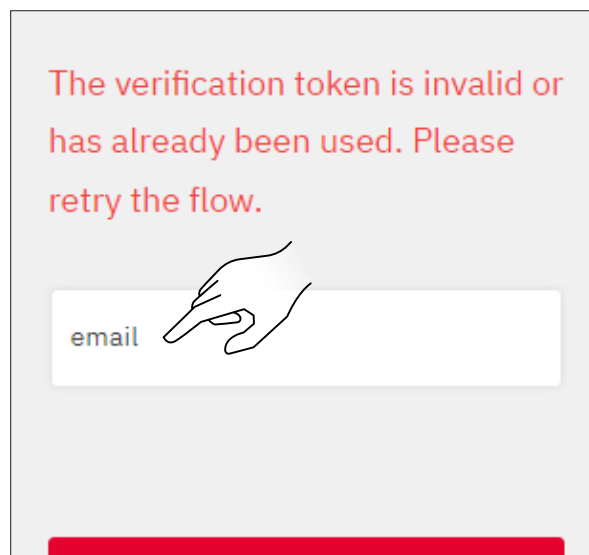 The verification token is invalid or
has already been used. Please
retry the flow.
email